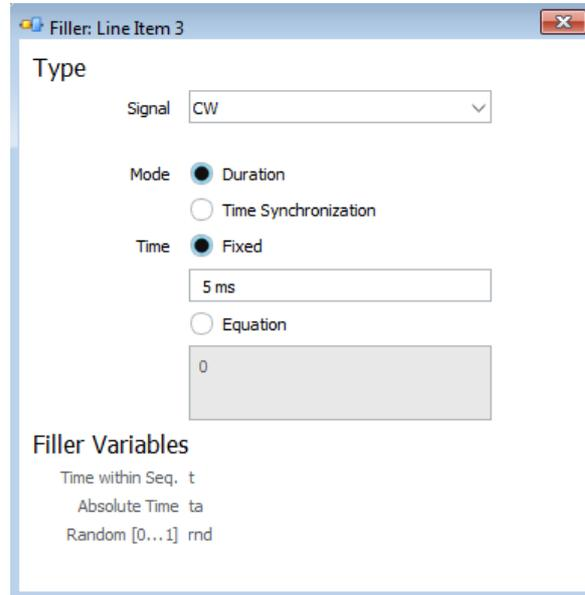 Filler: Line Item 3
Type
Signal CW
Mode Duration
Time Synchronization
Time Fixed
5 ms
Equation
0
Filler Variables
Time within Seq. t
Absolute Time ta
Random [0...1] rnd